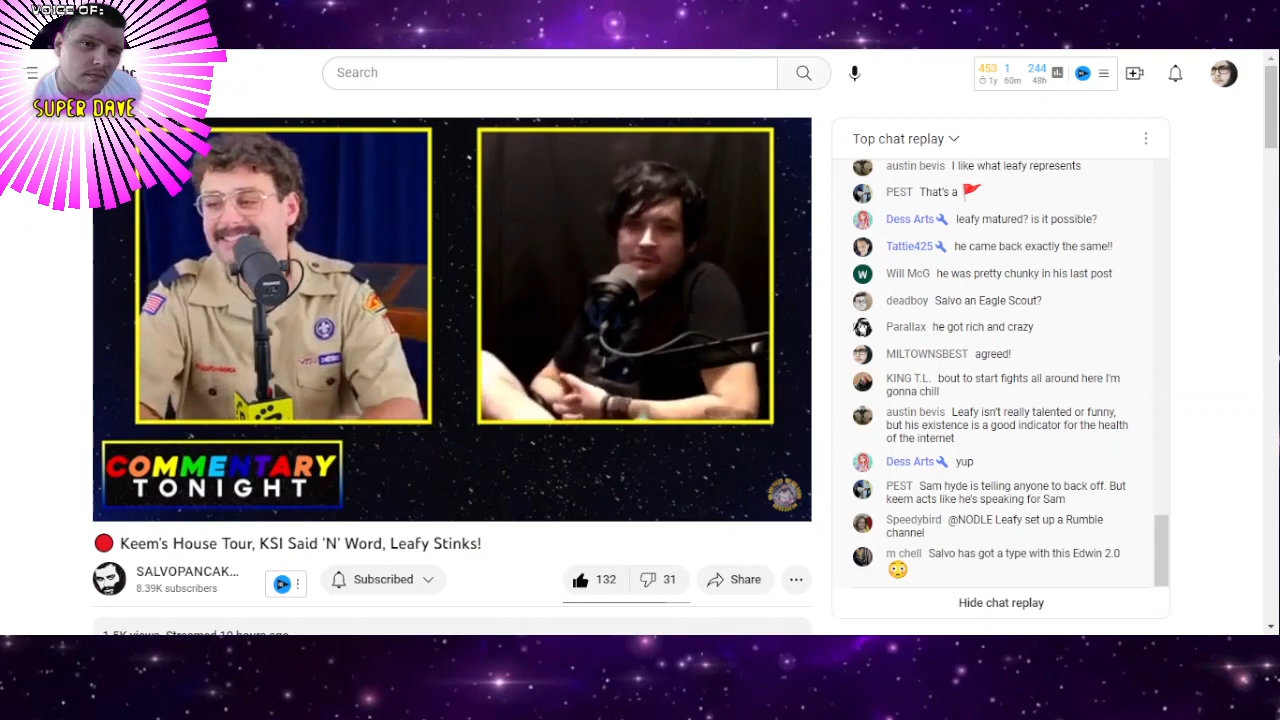 VOICE OF:
SUPER DAVE
Search
453 1 244
1y 60m 48h
COMMENTARY
TONIGHT
Keem's House Tour, KSI Said 'N' Word, Leafy Stinks!
SALVOPANCAK...
8.39K subscribers
Subscribed
132
31
Share
Top chat replay
austin bevis I like what leafy represents
PEST That's a
Dess Arts leafy matured? is it possible?
Tattie425 he came back exactly the same!!
W
Will McG he was pretty chunky in his last post
deadboy Salvo an Eagle Scout?
Parallax he got rich and crazy
MILTOWNSBEST agreed!
KING T.L. bout to start fights all around here I'm
gonna chill
austin bevis Leafy isn't really talented or funny,
but his existence is a good indicator for the health
of the internet
Dess Arts yup
PEST Sam hyde is telling anyone to back off. But
keem acts like he's speaking for Sam
Speedybird @NODLE Leafy set up a Rumble
channel
m chell Salvo has got a type with this Edwin 2.0
Hide chat replay